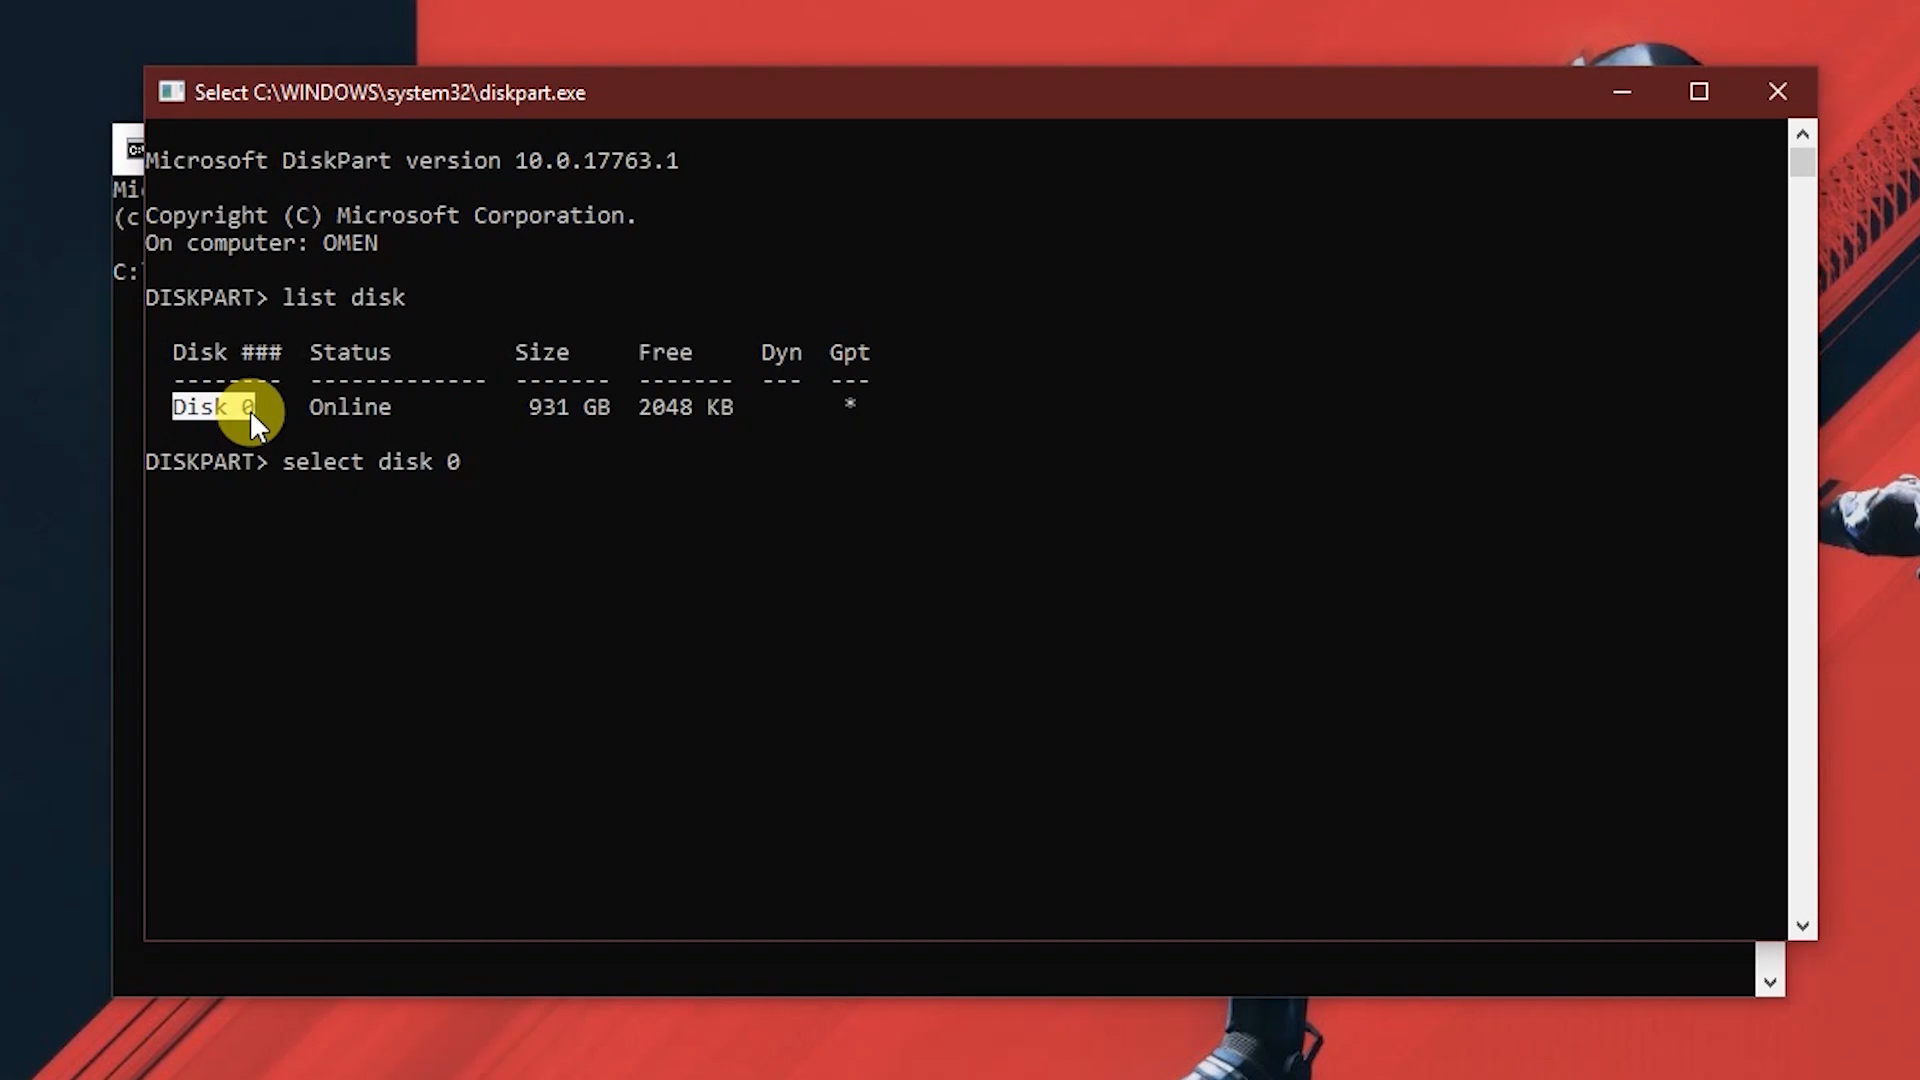 Select C:\WINDOWS\system32\diskpart.exe
Microsoft DiskPart version 10.0.17763.1
Copyright (C) Microsoft Corporation.
On computer: OMEN
DISKPART> list disk
Disk ### Status Size Free Dyn Gpt
-------- ------------- ------- ------- --- ---
Disk 0 Online 931 GB 2048 KB *
DISKPART> select disk 0
Mi
(c
C: